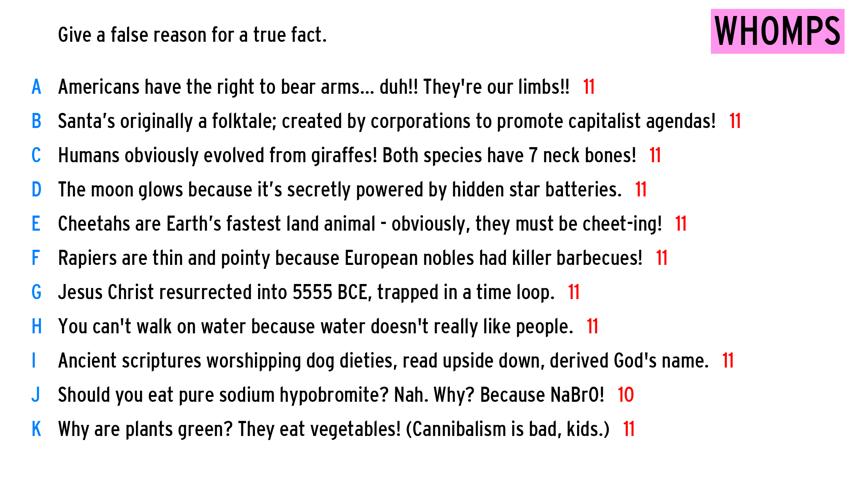 Give a false reason for a true fact.
WHOMPS
A Americans have the right to bear arms... duh!! They're our limbs!! 11
B Santa’s originally a folktale; created by corporations to promote capitalist agendas! 11
C Humans obviously evolved from giraffes! Both species have 7 neck bones! 11
D The moon glows because it’s secretly powered by hidden star batteries. 11
E Cheetahs are Earth’s fastest land animal - obviously, they must be cheet-ing! 11
F Rapiers are thin and pointy because European nobles had killer barbecues! 11
G Jesus Christ resurrected into 5555 BCE, trapped in a time loop. 11
H You can't walk on water because water doesn't really like people. 11
I Ancient scriptures worshipping dog dieties, read upside down, derived God's name. 11
J Should you eat pure sodium hypobromite? Nah. Why? Because NaBrO! 10
K Why are plants green? They eat vegetables! (Cannibalism is bad, kids.) 11